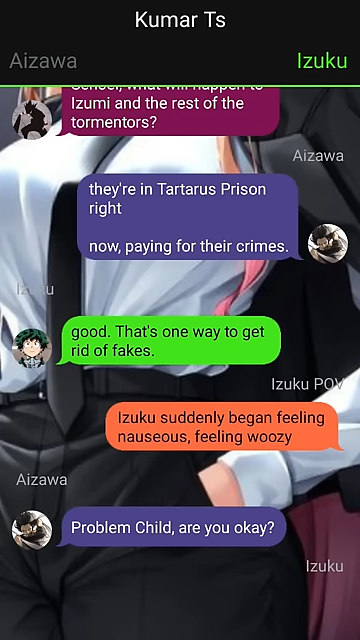 Kumar Ts
Aizawa
Izuku
Sensei, what will happen to
Izumi and the rest of the
tormentors?
Aizawa
they're in Tartarus Prison
right
now, paying for their crimes.
Izuku
good. That's one way to get
rid of fakes.
Izuku POV
Izuku suddenly began feeling
nauseous, feeling woozy
Aizawa
Problem Child, are you okay?
Izuku